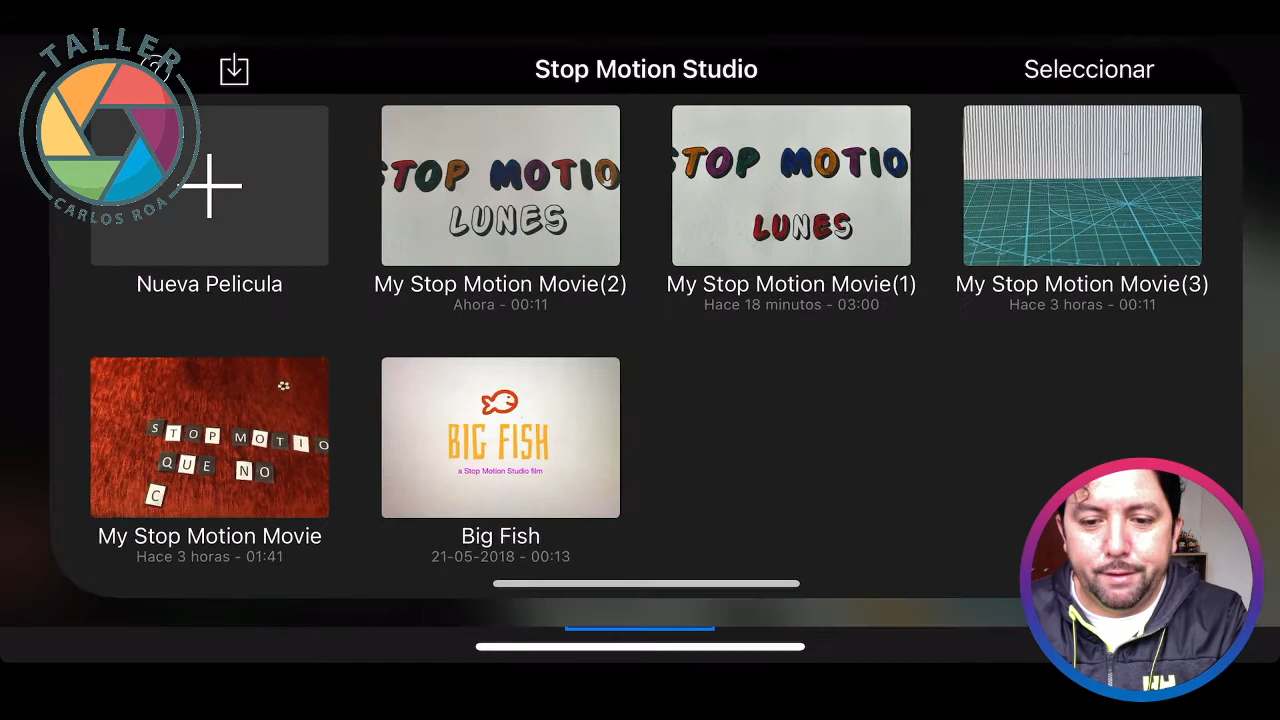 TALLER
CARLOS ROA
Stop Motion Studio
Seleccionar
Nueva Pelicula
STOP MOTIO
LUNES
My Stop Motion Movie(2)
Ahora - 00:11
STOP MOTIO
LUNES
My Stop Motion Movie(1)
Hace 18 minutos - 03:00
My Stop Motion Movie(3)
Hace 3 horas - 00:11
STOP MOTIO
QUE NO
C
My Stop Motion Movie
Hace 3 horas - 01:41
BIG FISH
a Stop Motion Studio film
Big Fish
21-05-2018 - 00:13